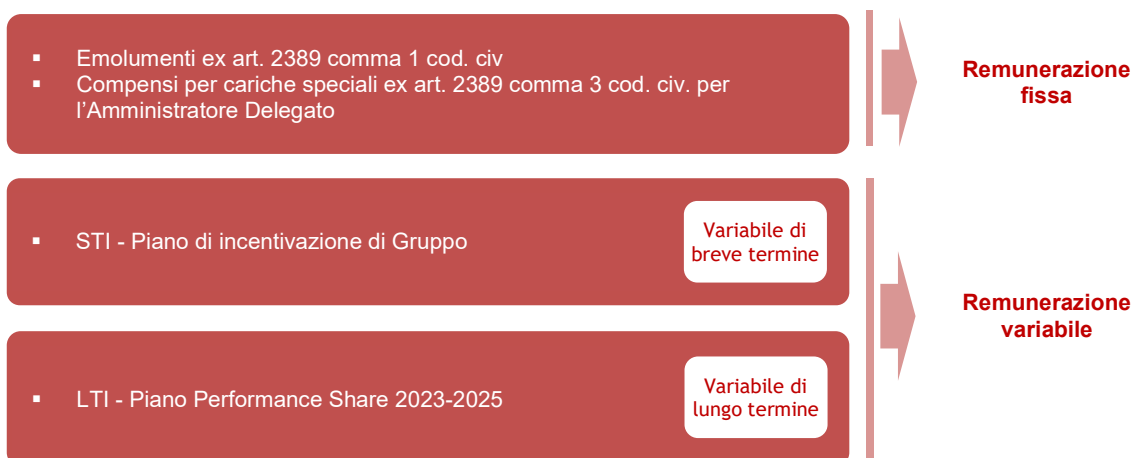 ▪ Emolumenti ex art. 2389 comma 1 cod. civ
▪ Compensi per cariche speciali ex art. 2389 comma 3 cod. civ. per
l’Amministratore Delegato
Remunerazione
fissa
▪ STI - Piano di incentivazione di Gruppo
Variabile di
breve termine
▪ LTI - Piano Performance Share 2023-2025
Variabile di
lungo termine
Remunerazione
variabile